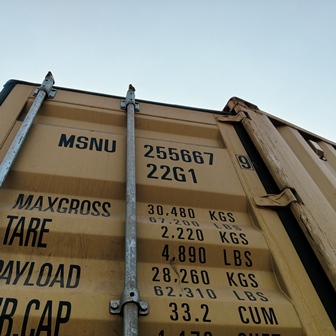 MSNU 255667 9
22G1
MAXGROSS 30,480 KGS
67,200 LBS
TARE 2,220 KGS
4,890 LBS
PAYLOAD 28,260 KGS
62,310 LBS
33.2 CUM